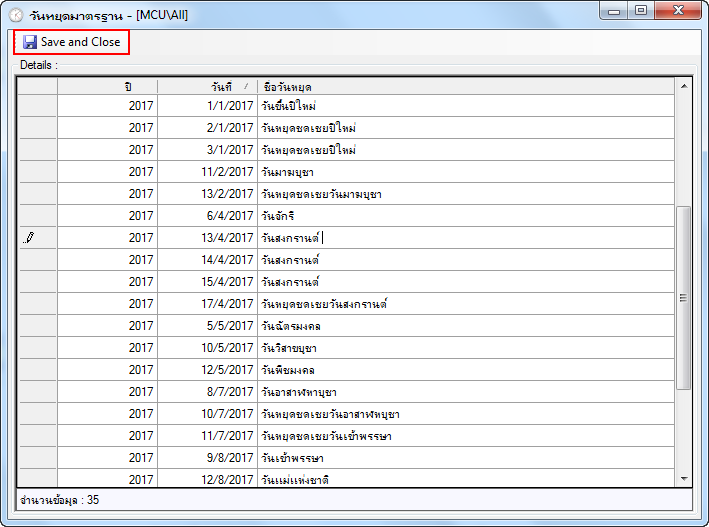 วันหยุดมาตรฐาน - [MCU\All]
Save and Close
Details :
ปี วันที่ ชื่อวันหยุด
2017 1/1/2017 วันขึ้นปีใหม่
2017 2/1/2017 วันหยุดชดเชยปีใหม่
2017 3/1/2017 วันหยุดชดเชยปีใหม่
2017 11/2/2017 วันมาฆบูชา
2017 13/2/2017 วันหยุดชดเชยวันมาฆบูชา
2017 6/4/2017 วันจักรี
2017 13/4/2017 วันสงกรานต์
2017 14/4/2017 วันสงกรานต์
2017 15/4/2017 วันสงกรานต์
2017 17/4/2017 วันหยุดชดเชยวันสงกรานต์
2017 5/5/2017 วันฉัตรมงคล
2017 10/5/2017 วันวิสาขบูชา
2017 12/5/2017 วันพืชมงคล
2017 8/7/2017 วันอาสาฬหบูชา
2017 10/7/2017 วันหยุดชดเชยวันอาสาฬหบูชา
2017 11/7/2017 วันหยุดชดเชยวันเข้าพรรษา
2017 9/8/2017 วันเข้าพรรษา
2017 12/8/2017 วันแม่แห่งชาติ
จำนวนข้อมูล : 35